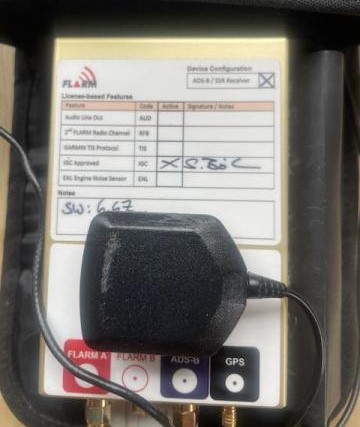 FLARM
Device Configuration
ADS-B / SSR Receiver
License-based Features
Feature Code Active Signature / Notes
Audio Line Out AUD
2nd FLARM Radio Channel RFB
GARMIN TIS Protocol TIS
IGC Approved IGC X
ENL Engine Noise Sensor ENL
Notes
SW: 6.67
FLARM A FLARM B ADS-B GPS